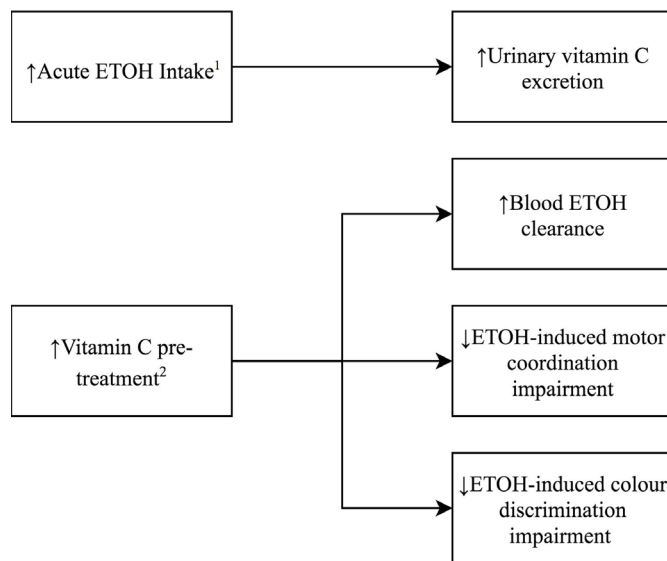 ↑Acute ETOH Intake¹
↑Urinary vitamin C
excretion
↑Blood ETOH
clearance
↑Vitamin C pre-
treatment²
↓ETOH-induced motor
coordination
impairment
↓ETOH-induced colour
discrimination
impairment